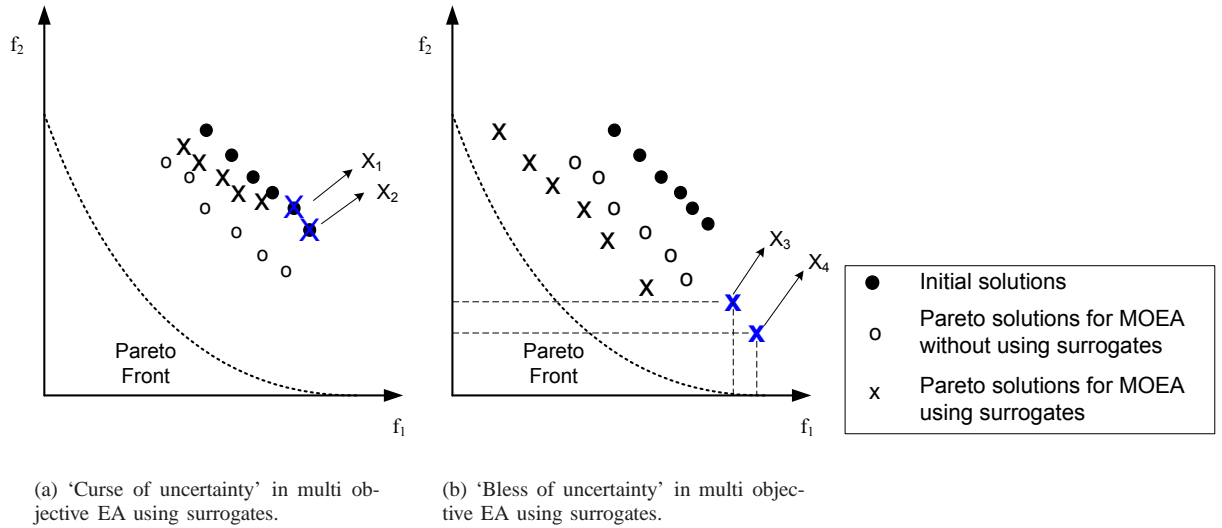 f2
X1
X2
Pareto
Front
f1
(a) ‘Curse of uncertainty’ in multi ob-
jective EA using surrogates.
f2
X3
X4
Pareto
Front
f1
(b) ‘Bless of uncertainty’ in multi objec-
tive EA using surrogates.
Initial solutions
o Pareto solutions for MOEA
without using surrogates
x Pareto solutions for MOEA
using surrogates